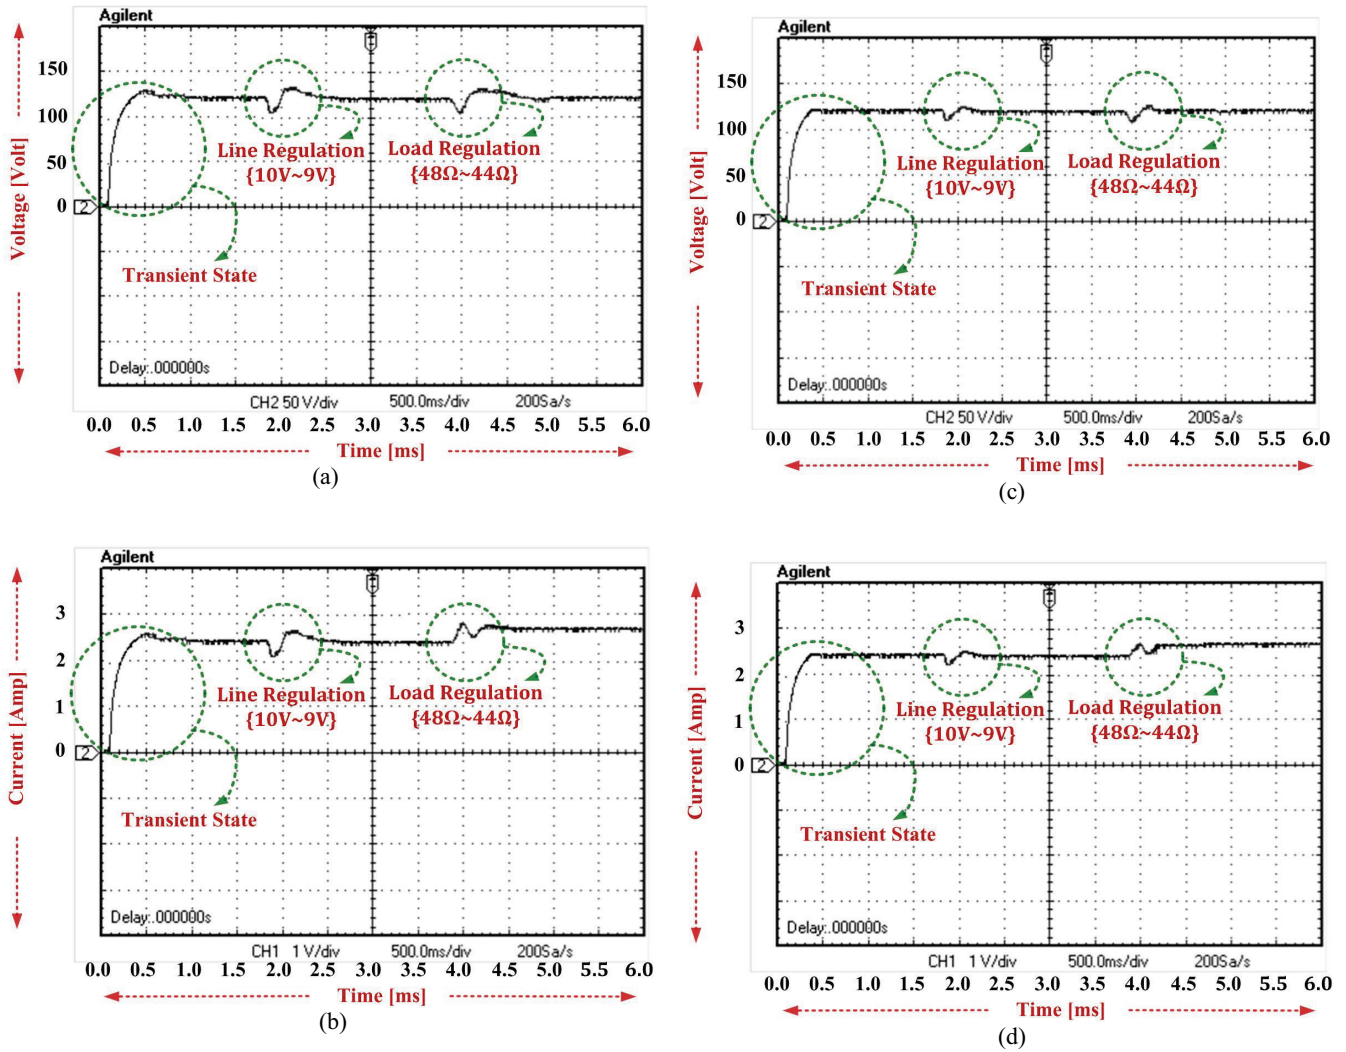 Agilent
Voltage [Volt]
150
100
50
0
2
Line Regulation
{10V~9V}
Load Regulation
{48Ω~44Ω}
Transient State
Delay:.000000s
CH2 50 V/div 500.0ms/div 200Sa/s
0.0 0.5 1.0 1.5 2.0 2.5 3.0 3.5 4.0 4.5 5.0 5.5 6.0
Time [ms]
(a)
Agilent
Voltage [Volt]
150
100
50
0
2
Line Regulation
{10V~9V}
Load Regulation
{48Ω~44Ω}
Transient State
Delay:.000000s
CH2 50 V/div 500.0ms/div 200Sa/s
0.0 0.5 1.0 1.5 2.0 2.5 3.0 3.5 4.0 4.5 5.0 5.5 6.0
Time [ms]
(c)
Agilent
Current [Amp]
3
2
1
0
2
Line Regulation
{10V~9V}
Load Regulation
{48Ω~44Ω}
Transient State
Delay:.000000s
CH1 1 V/div 500.0ms/div 200Sa/s
0.0 0.5 1.0 1.5 2.0 2.5 3.0 3.5 4.0 4.5 5.0 5.5 6.0
Time [ms]
(b)
Agilent
Current [Amp]
3
2
1
0
2
Line Regulation
{10V~9V}
Load Regulation
{48Ω~44Ω}
Transient State
Delay:.000000s
CH1 1 V/div 500.0ms/div 200Sa/s
0.0 0.5 1.0 1.5 2.0 2.5 3.0 3.5 4.0 4.5 5.0 5.5 6.0
Time [ms]
(d)